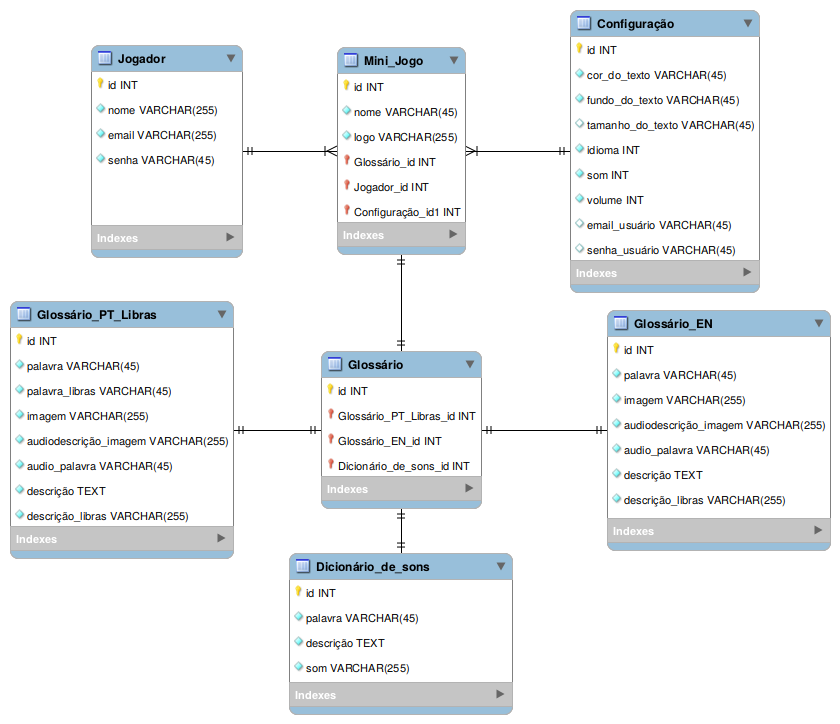 Jogador
id INT
nome VARCHAR(255)
email VARCHAR(255)
senha VARCHAR(45)
Indexes
Mini_Jogo
id INT
nome VARCHAR(45)
logo VARCHAR(255)
Glossário_id INT
Jogador_id INT
Configuração_id1 INT
Indexes
Configuração
id INT
cor_do_texto VARCHAR(45)
fundo_do_texto VARCHAR(45)
tamanho_do_texto VARCHAR(45)
idioma INT
som INT
volume INT
email_usuário VARCHAR(45)
senha_usuário VARCHAR(45)
Indexes
Glossário_PT_Libras
id INT
palavra VARCHAR(45)
palavra_libras VARCHAR(45)
imagem VARCHAR(255)
audiodescrição_imagem VARCHAR(255)
audio_palavra VARCHAR(45)
descrição TEXT
descrição_libras VARCHAR(255)
Indexes
Glossário
id INT
Glossário_PT_Libras_id INT
Glossário_EN_id INT
Dicionário_de_sons_id INT
Indexes
Glossário_EN
id INT
palavra VARCHAR(45)
imagem VARCHAR(255)
audiodescrição_imagem VARCHAR(255)
audio_palavra VARCHAR(45)
descrição TEXT
descrição_libras VARCHAR(255)
Indexes
Dicionário_de_sons
id INT
palavra VARCHAR(45)
descrição TEXT
som VARCHAR(255)
Indexes